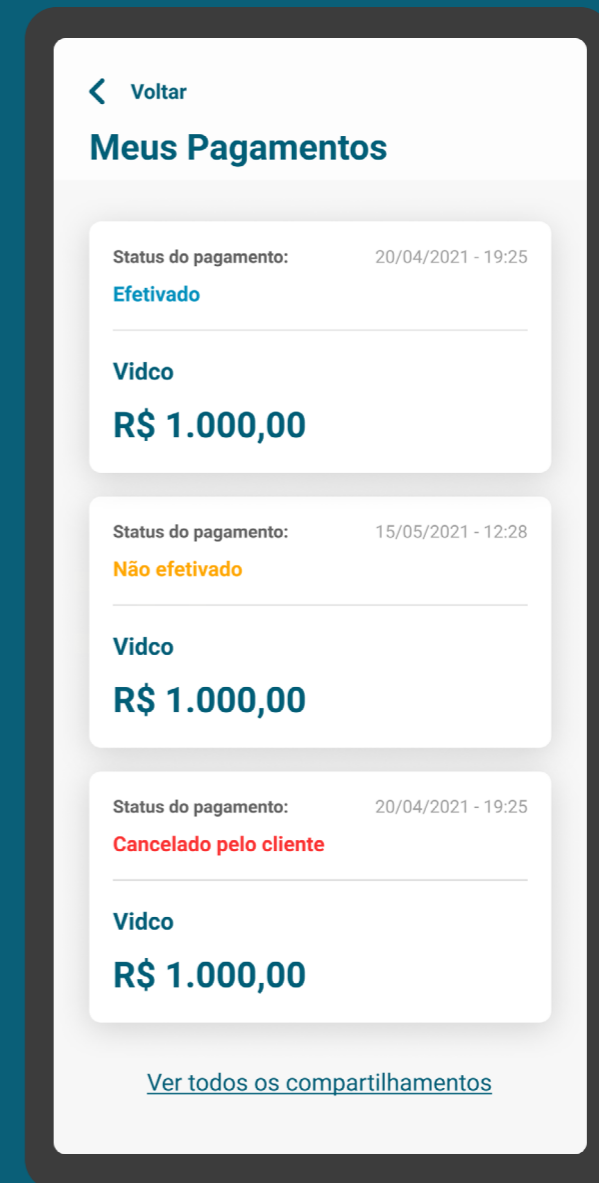 Voltar
Meus Pagamentos
Status do pagamento: 20/04/2021 - 19:25
Efetivado
Vidco
R$ 1.000,00
Status do pagamento: 15/05/2021 - 12:28
Não efetivado
Vidco
R$ 1.000,00
Status do pagamento: 20/04/2021 - 19:25
Cancelado pelo cliente
Vidco
R$ 1.000,00
Ver todos os compartilhamentos